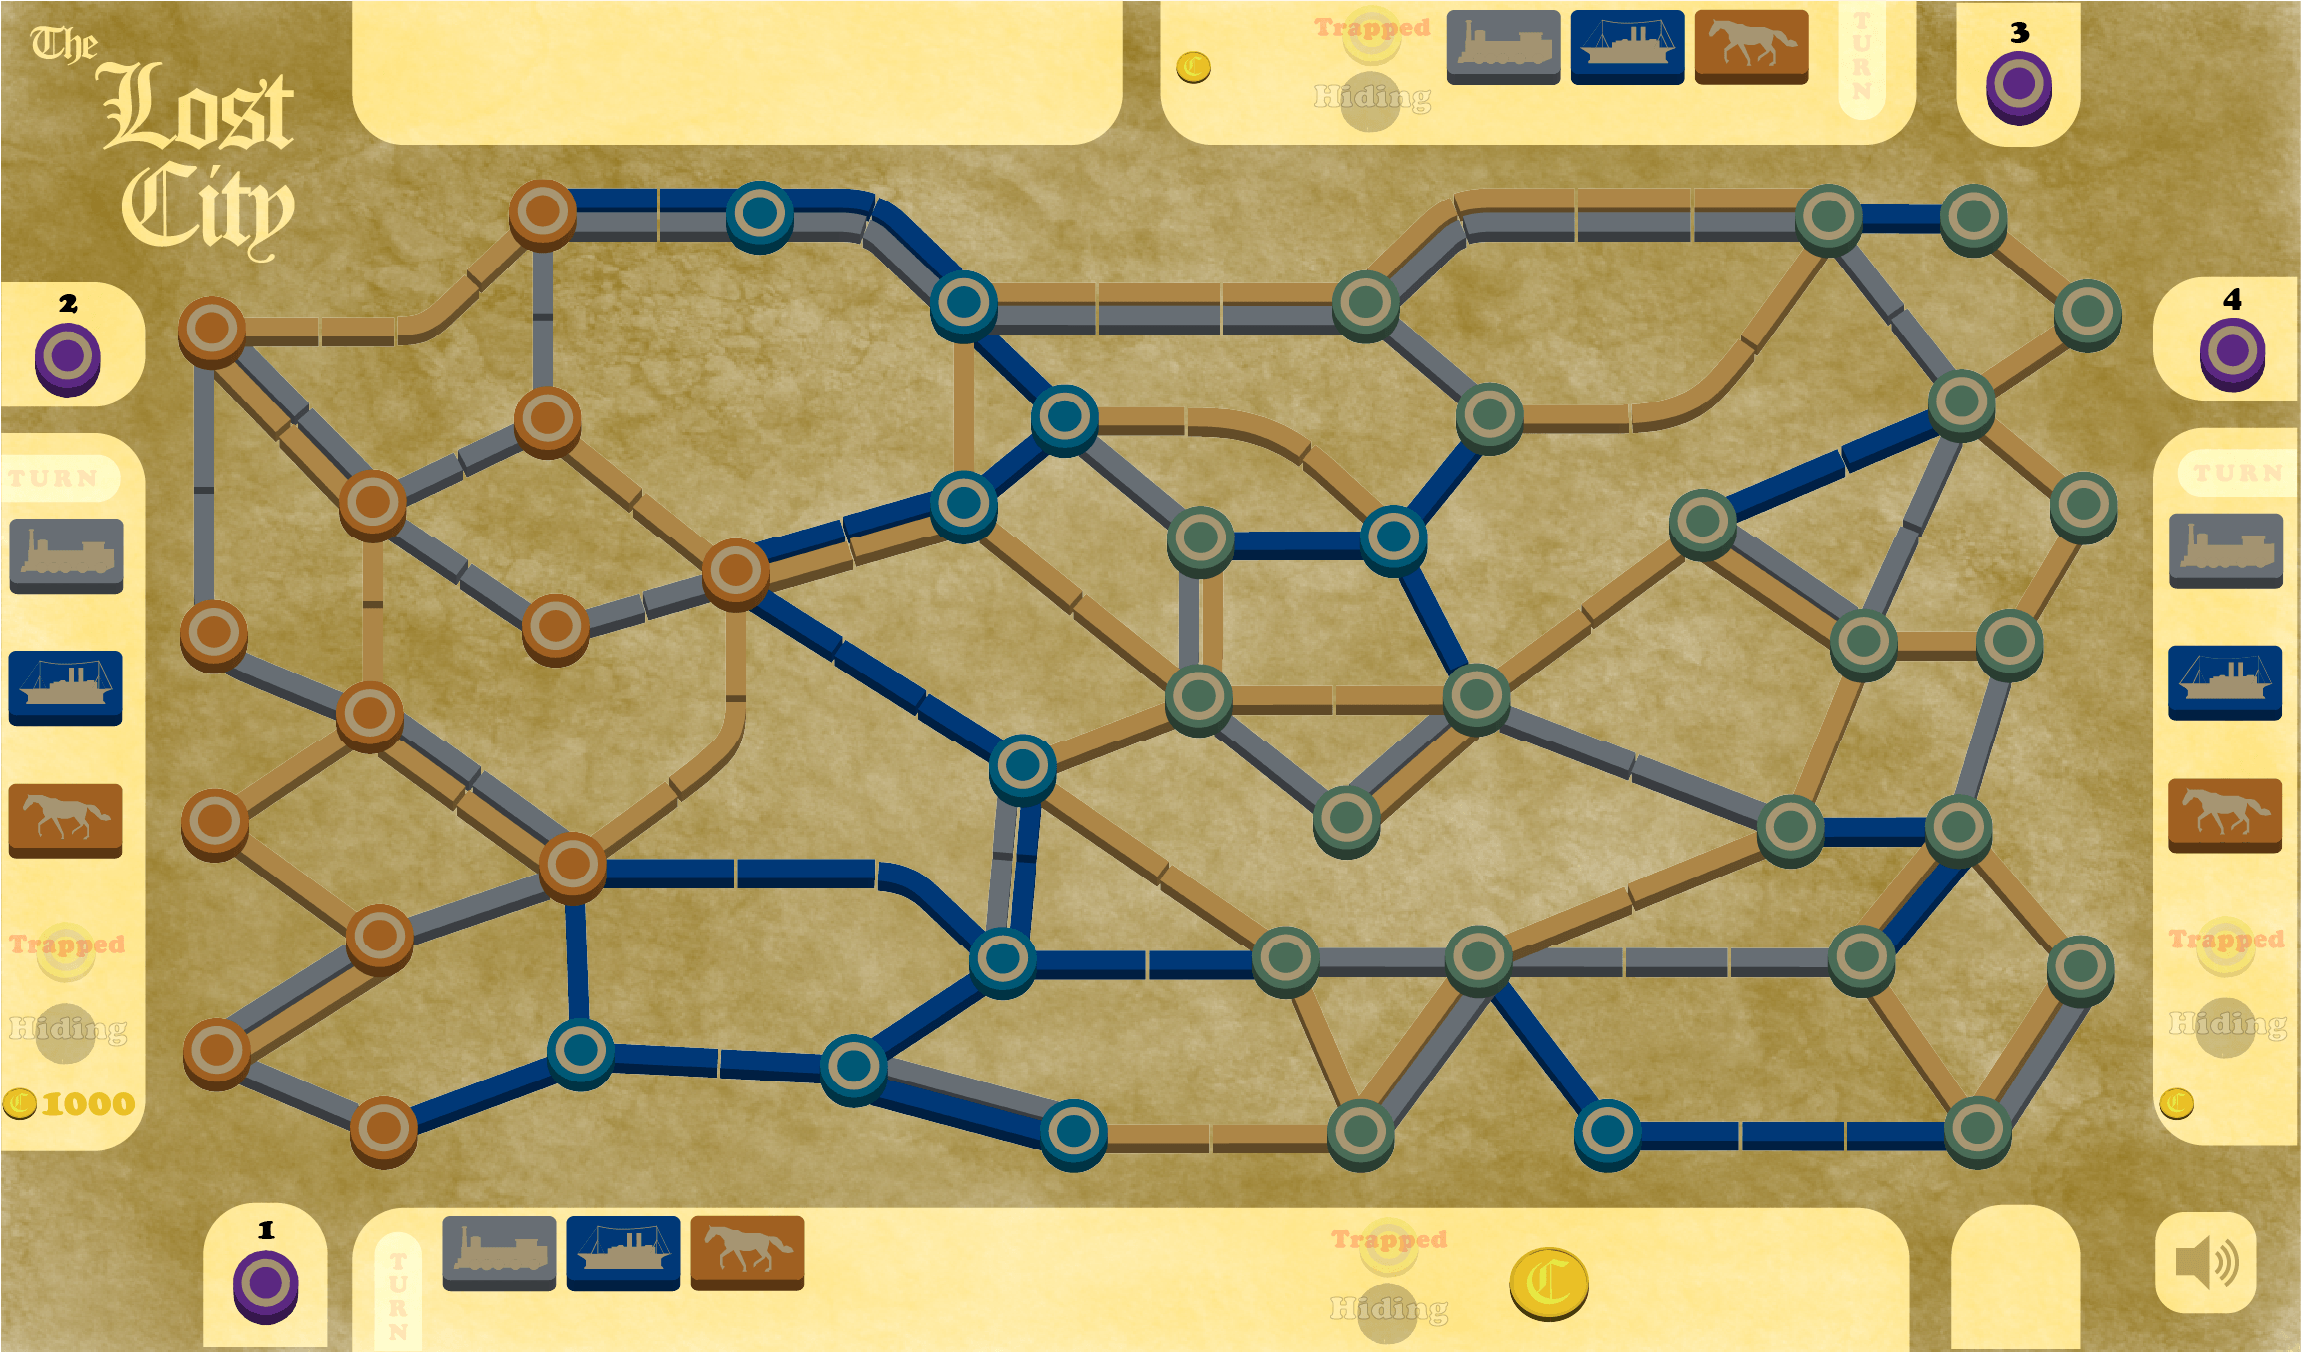 The
Lost
City
Trapped
Hiding
C
TURN
3
2
TURN
Trapped
Hiding
C 1000
4
TURN
Trapped
Hiding
C
1
TURN
Trapped
Hiding
C